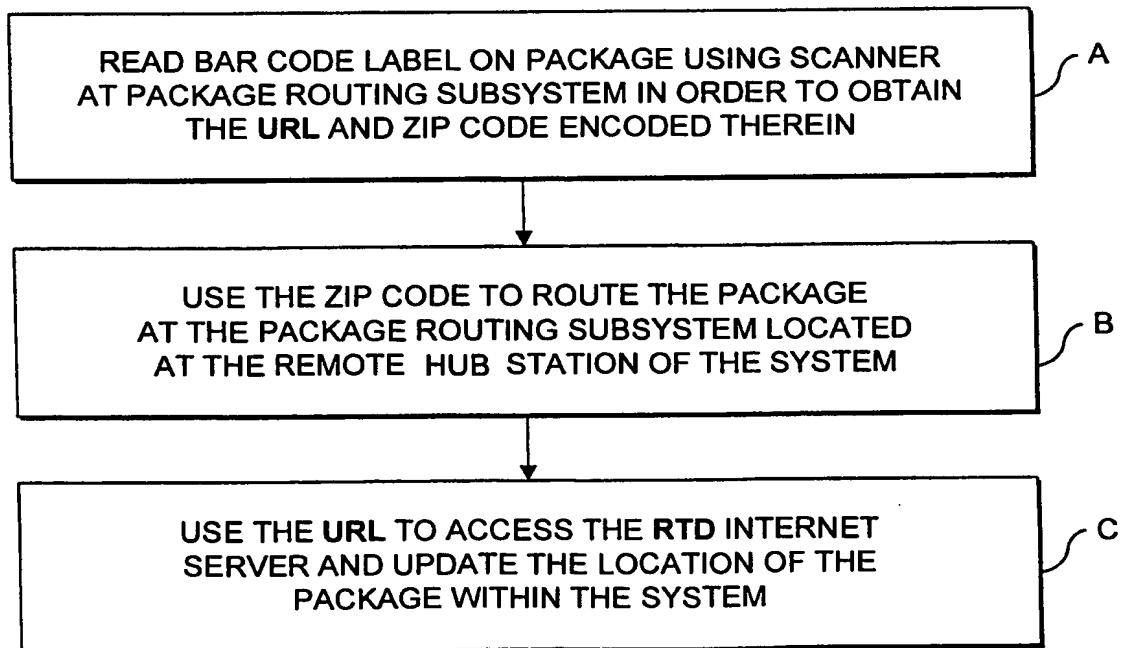 READ BAR CODE LABEL ON PACKAGE USING SCANNER
AT PACKAGE ROUTING SUBSYSTEM IN ORDER TO OBTAIN
THE URL AND ZIP CODE ENCODED THEREIN
A
USE THE ZIP CODE TO ROUTE THE PACKAGE
AT THE PACKAGE ROUTING SUBSYSTEM LOCATED
AT THE REMOTE HUB STATION OF THE SYSTEM
B
USE THE URL TO ACCESS THE RTD INTERNET
SERVER AND UPDATE THE LOCATION OF THE
PACKAGE WITHIN THE SYSTEM
C